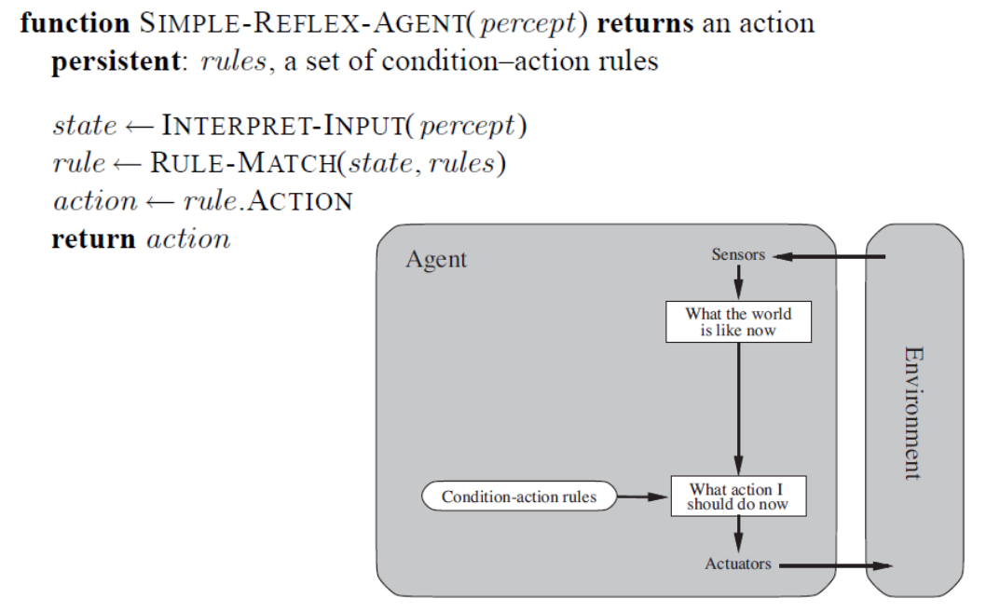 function SIMPLE-REFLEX-AGENT(percept) returns an action
persistent: rules, a set of condition–action rules
state ← INTERPRET-INPUT(percept)
rule ← RULE-MATCH(state, rules)
action ← rule.ACTION
return action
Agent
Sensors
What the world
is like now
Condition-action rules
What action I
should do now
Actuators
Environment